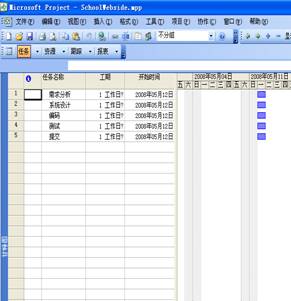 Microsoft Project - SchoolWebside.mpp
文件(F) 编辑(E) 视图(V) 插入(I) 格式(O) 工具(T) 项目(P) 协作(C) 窗口(W) 帮助(H)
不分组
任务 资源 跟踪 报表
任务名称 工期 开始时间 2008年05月04日 2008年05月11日
五 六 日 一 二 三 四 五 六 日 一 二 三 四
1 需求分析 1 工作日? 2008年05月12日
2 系统设计 1 工作日? 2008年05月12日
3 编码 1 工作日? 2008年05月12日
4 测试 1 工作日? 2008年05月12日
5 提交 1 工作日? 2008年05月12日
甘特图